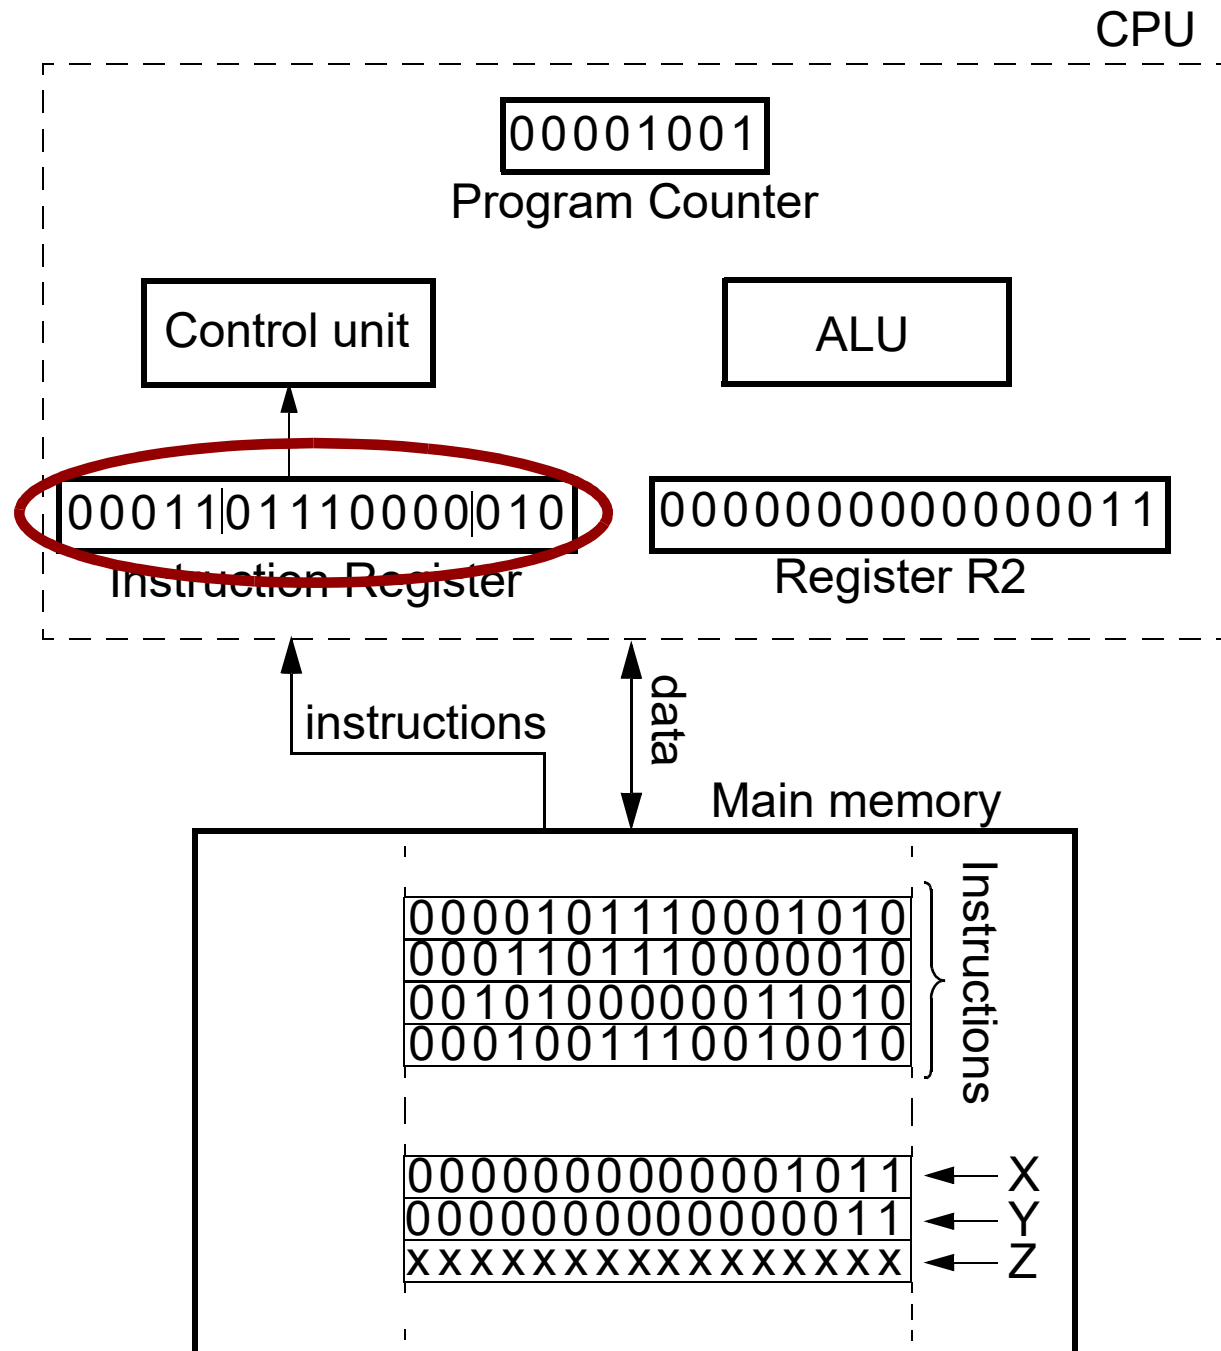 CPU
00001001
Program Counter
Control unit
ALU
00011 01110000 010
0000000000000011
Instruction Register
Register R2
instructions
data
Main memory
0000101110001010
0001101110000010
0010100000011010
0001001110010010
Instructions
0000000000001011 X
0000000000000011 Y
xxxxxxxxxxxxxxxx Z